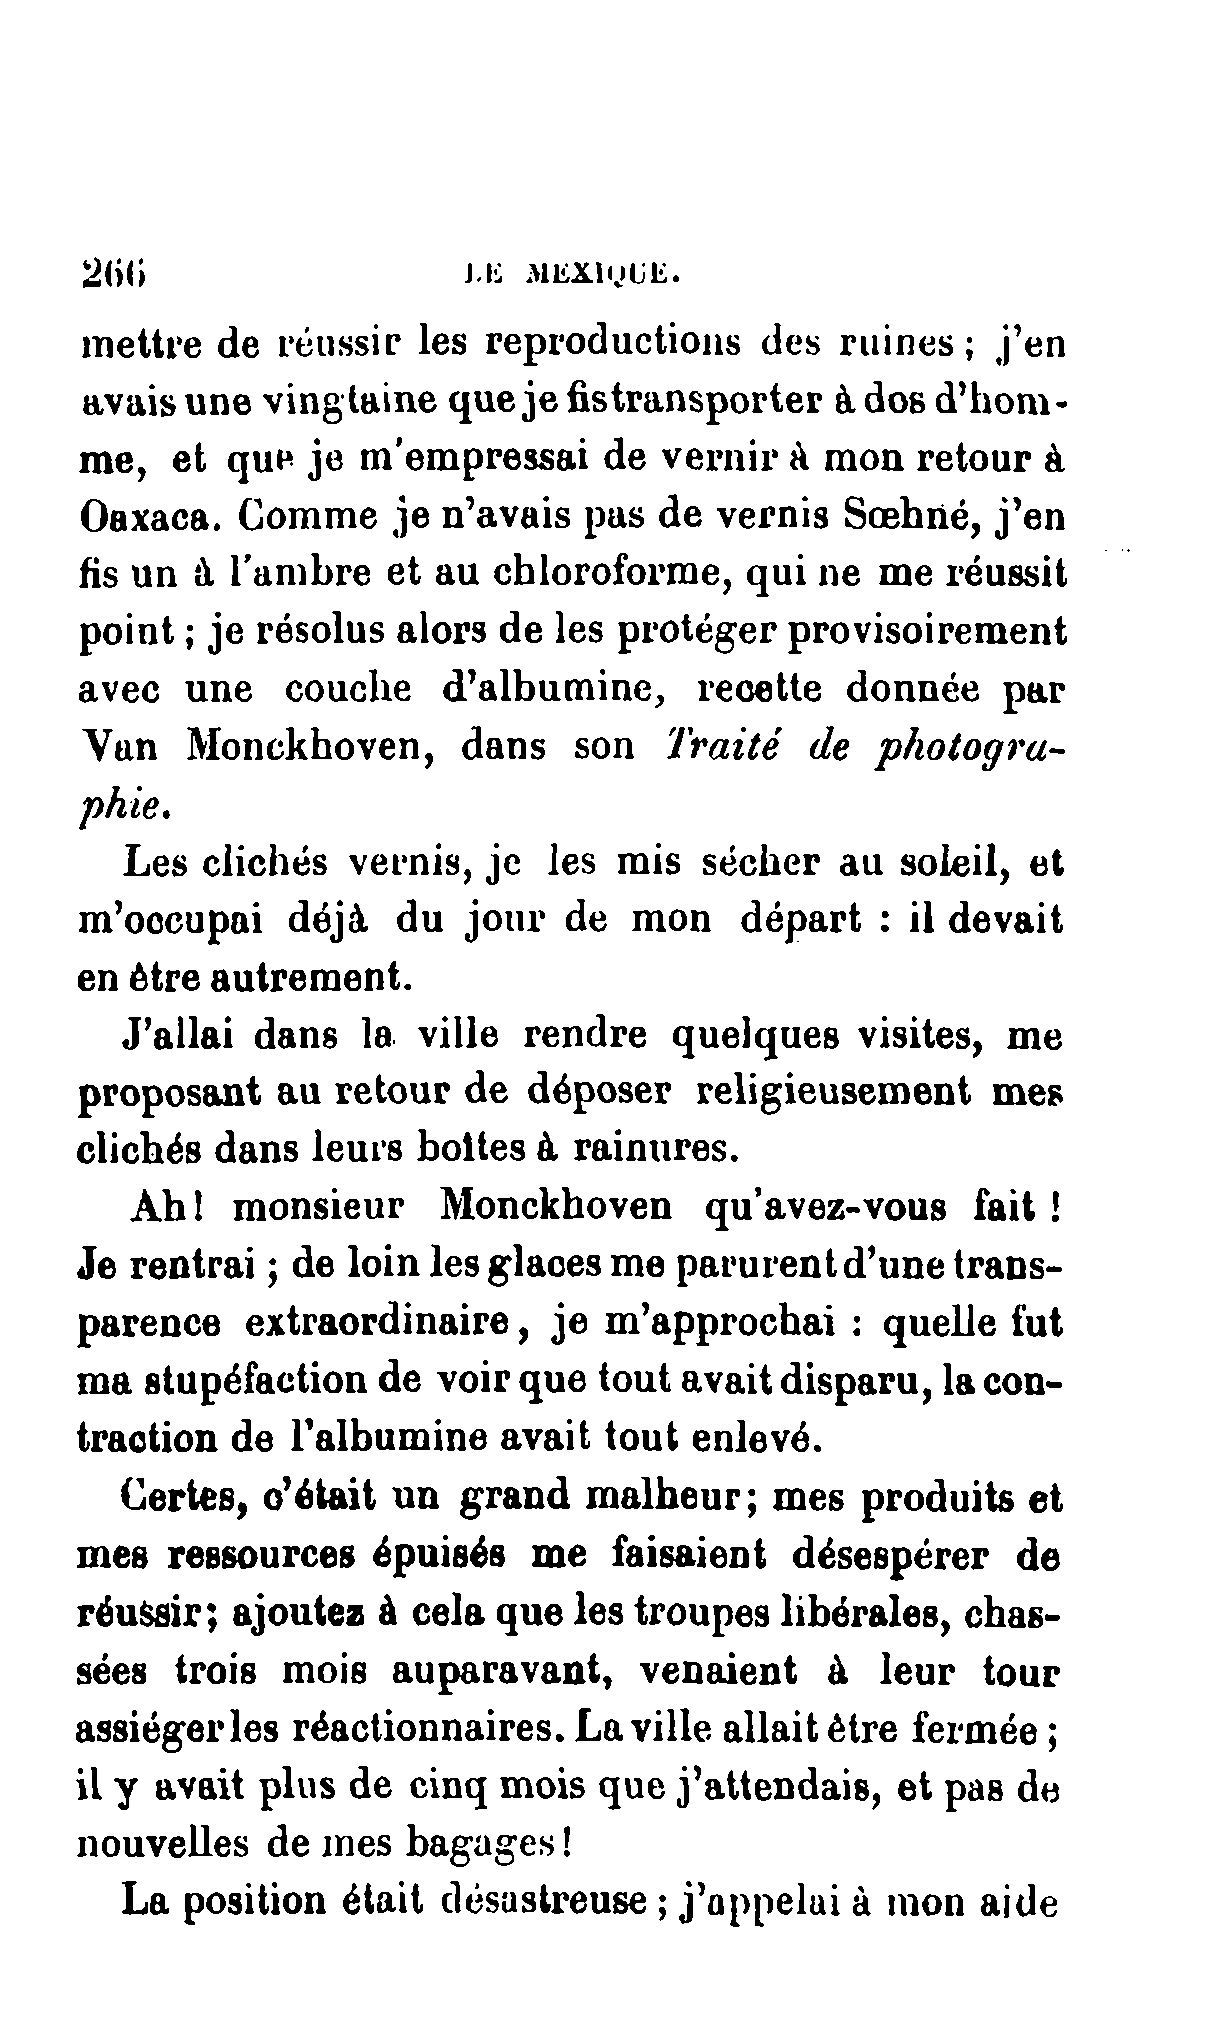 266 LE MEXIQUE.
mettre de réussir les reproductions des ruines ; j'en
avais une vingtaine que je fis transporter à dos d'hom-
me, et que je m'empressai de vernir à mon retour à
Oaxaca. Comme je n'avais pas de vernis Sœhné, j'en
fis un à l'ambre et au chloroforme, qui ne me réussit
point ; je résolus alors de les protéger provisoirement
avec une couche d'albumine, recette donnée par
Van Monckhoven, dans son Traité de photogra-
phie.
Les clichés vernis, je les mis sécher au soleil, et
m'occupai déjà du jour de mon départ : il devait
en être autrement.
J'allai dans la ville rendre quelques visites, me
proposant au retour de déposer religieusement mes
clichés dans leurs boîtes à rainures.
Ah! monsieur Monckhoven qu'avez-vous fait !
Je rentrai ; de loin les glaces me parurent d'une trans-
parence extraordinaire, je m'approchai : quelle fut
ma stupéfaction de voir que tout avait disparu, la con-
traction de l'albumine avait tout enlevé.
Certes, c'était un grand malheur; mes produits et
mes ressources épuisés me faisaient désespérer de
réussir; ajoutez à cela que les troupes libérales, chas-
sées trois mois auparavant, venaient à leur tour
assiéger les réactionnaires. La ville allait être fermée ;
il y avait plus de cinq mois que j'attendais, et pas de
nouvelles de mes bagages!
La position était désastreuse ; j'appelai à mon aide